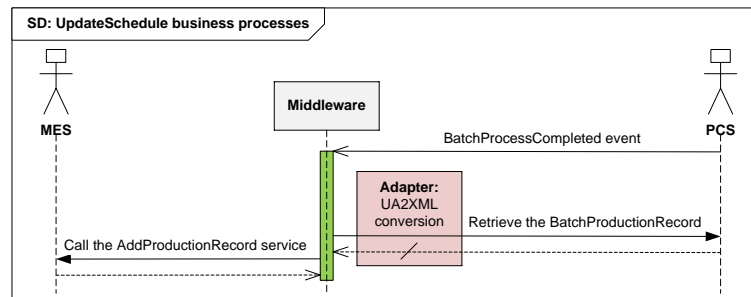 SD: UpdateSchedule business processes
MES
Middleware
PCS
BatchProcessCompleted event
Adapter:
UA2XML
conversion
Retrieve the BatchProductionRecord
Call the AddProductionRecord service